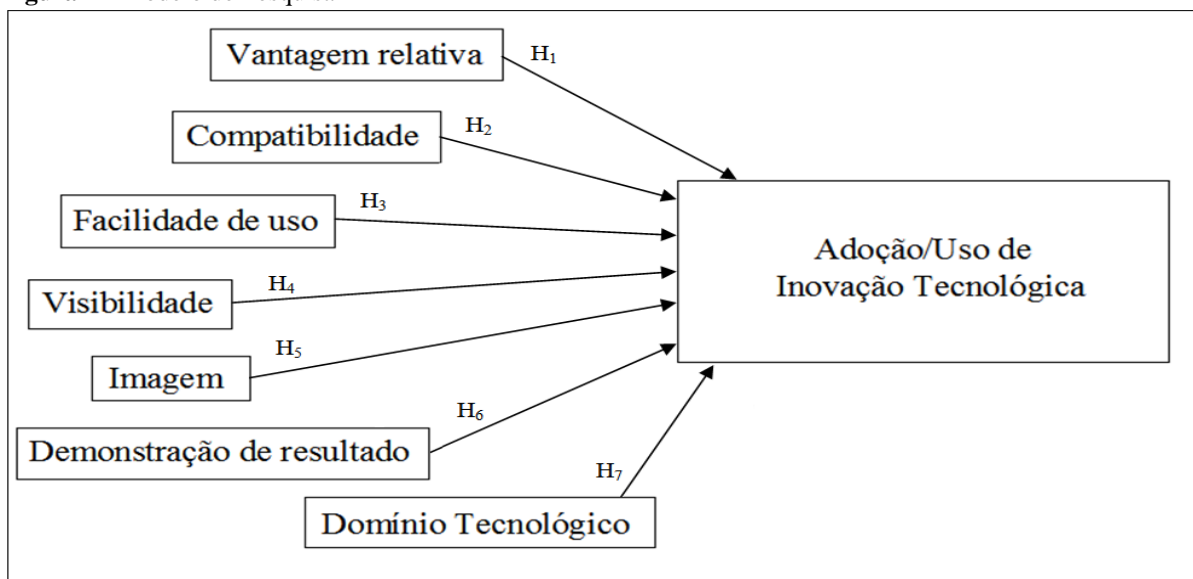 Vantagem relativa
H₁
Compatibilidade
H₂
Facilidade de uso
H₃
Visibilidade
H₄
Imagem
H₅
Demonstração de resultado
H₆
Domínio Tecnológico
H₇
Adoção/Uso de
Inovação Tecnológica